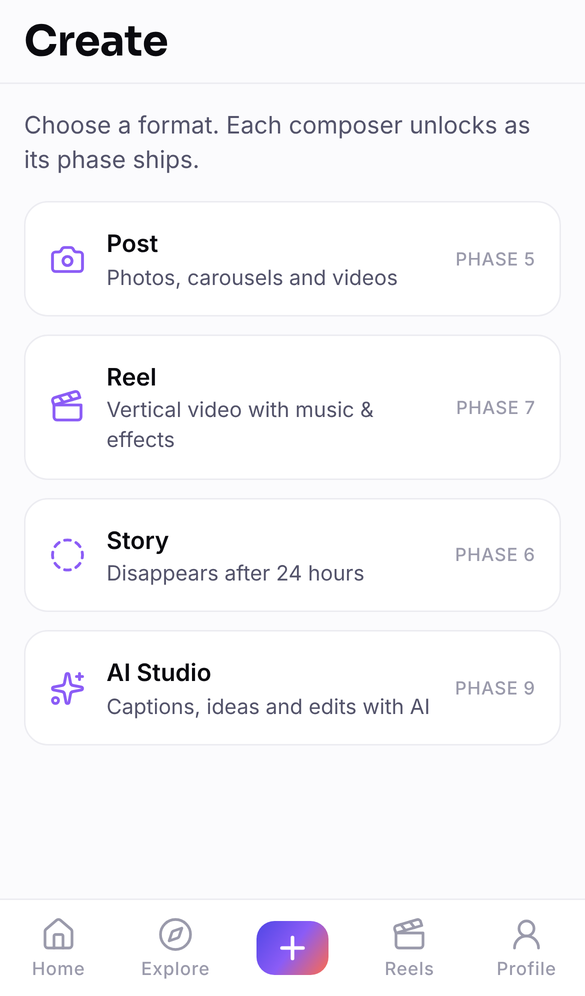 Create
Choose a format. Each composer unlocks as
its phase ships.
Post
Photos, carousels and videos
PHASE 5
Reel
Vertical video with music &
effects
PHASE 7
Story
Disappears after 24 hours
PHASE 6
AI Studio
Captions, ideas and edits with AI
PHASE 9
Home
Explore
Reels
Profile